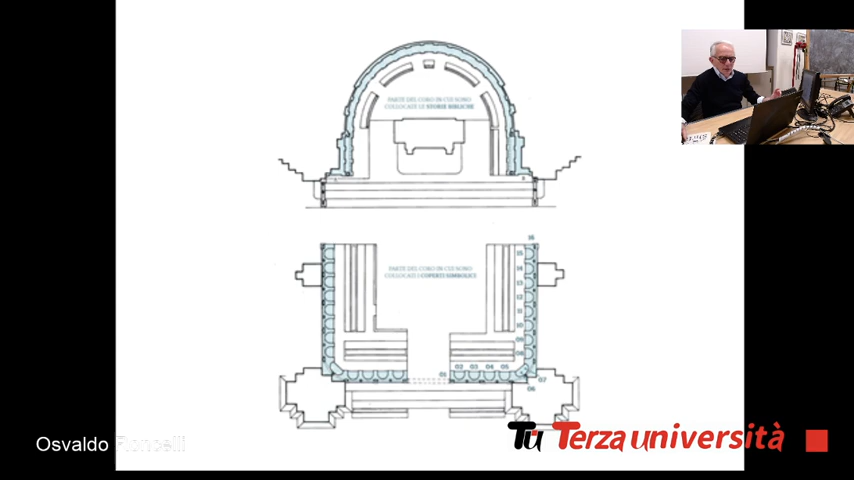 PARTE DEL CORO IN CUI SONO
COLLOCATE LE STORIE BIBLICHE
16
PARTE DEL CORO IN CUI SONO
COLLOCATI I COPERTI SIMBOLICI
15
14
13
12
11
10
09
08
01
02
03
04
05
07
06
Osvaldo Roncelli
TU Terza università